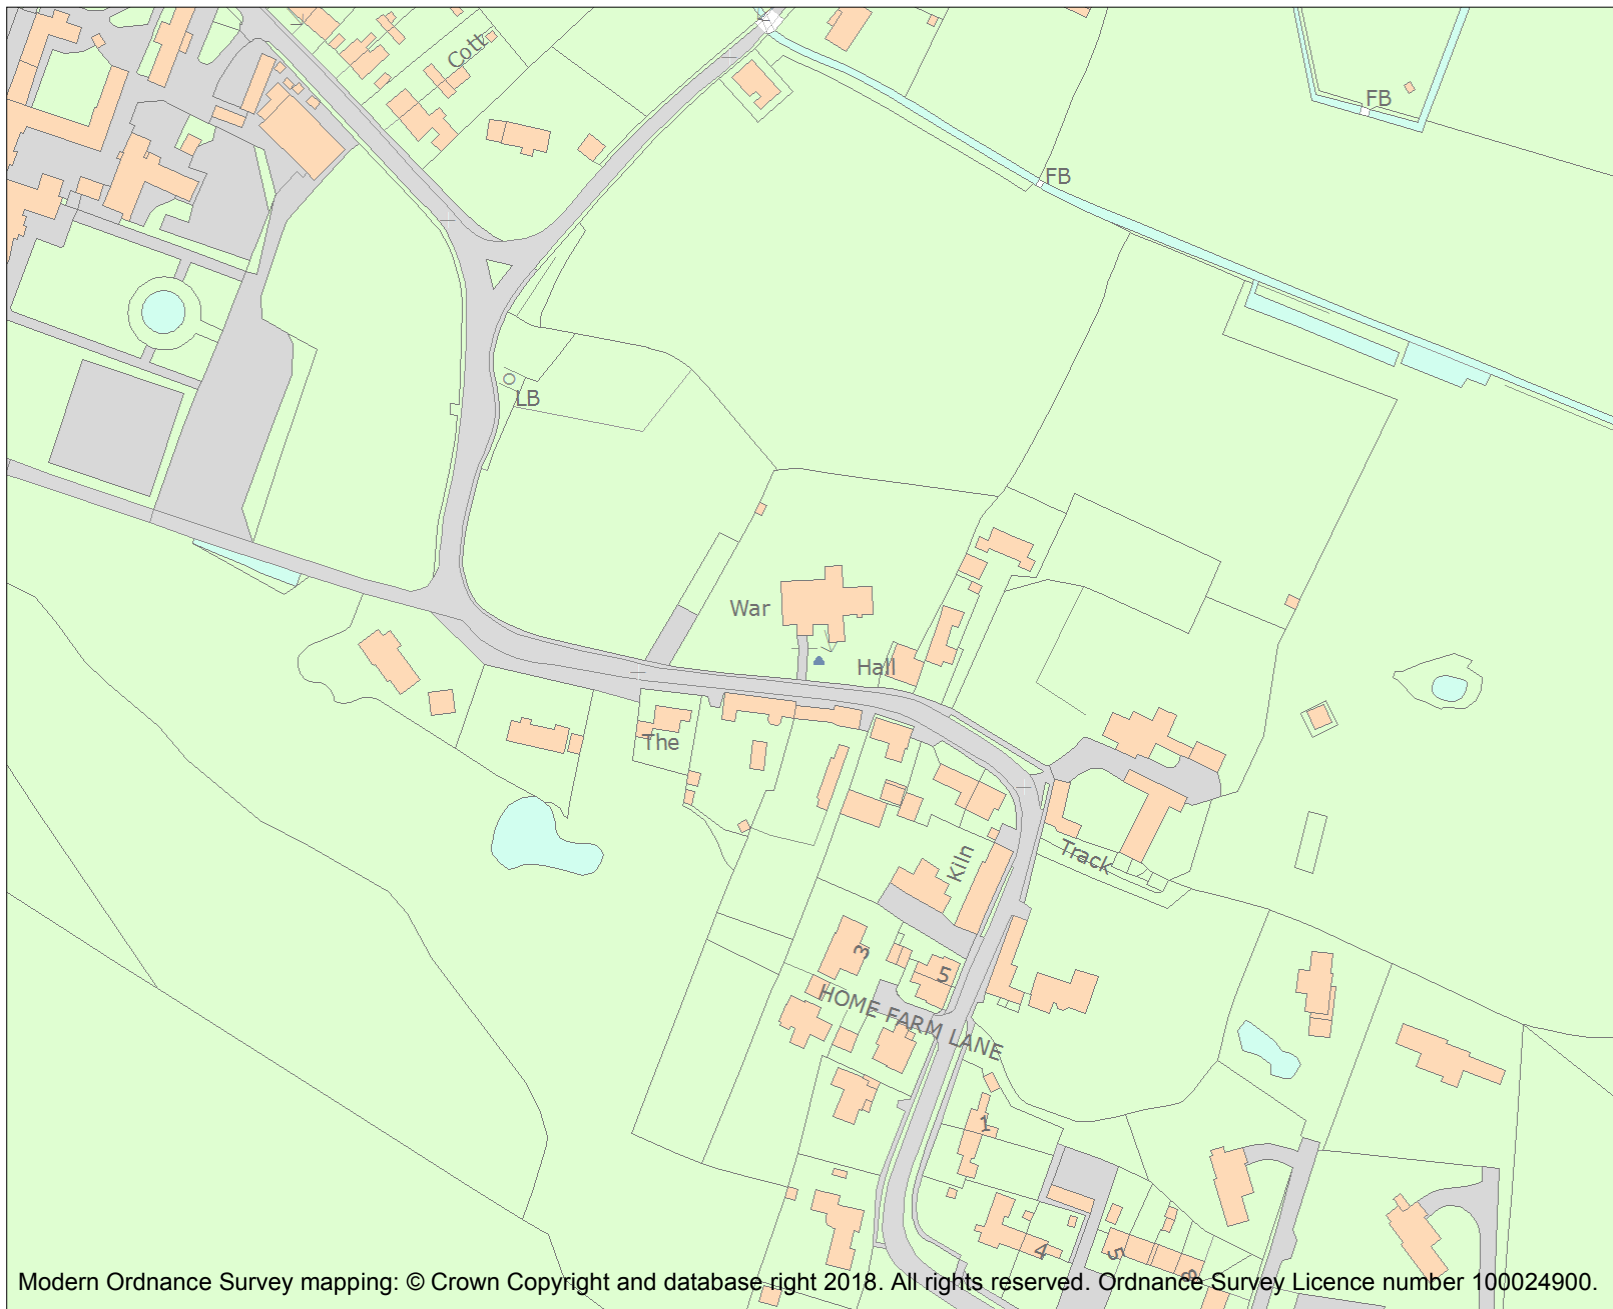 Cott
FB
FB
LB
War
Hall
The
Track
Kiln
3
5
HOME FARM LANE
1
4
5
8
Modern Ordnance Survey mapping: © Crown Copyright and database right 2018. All rights reserved. Ordnance Survey Licence number 100024900.